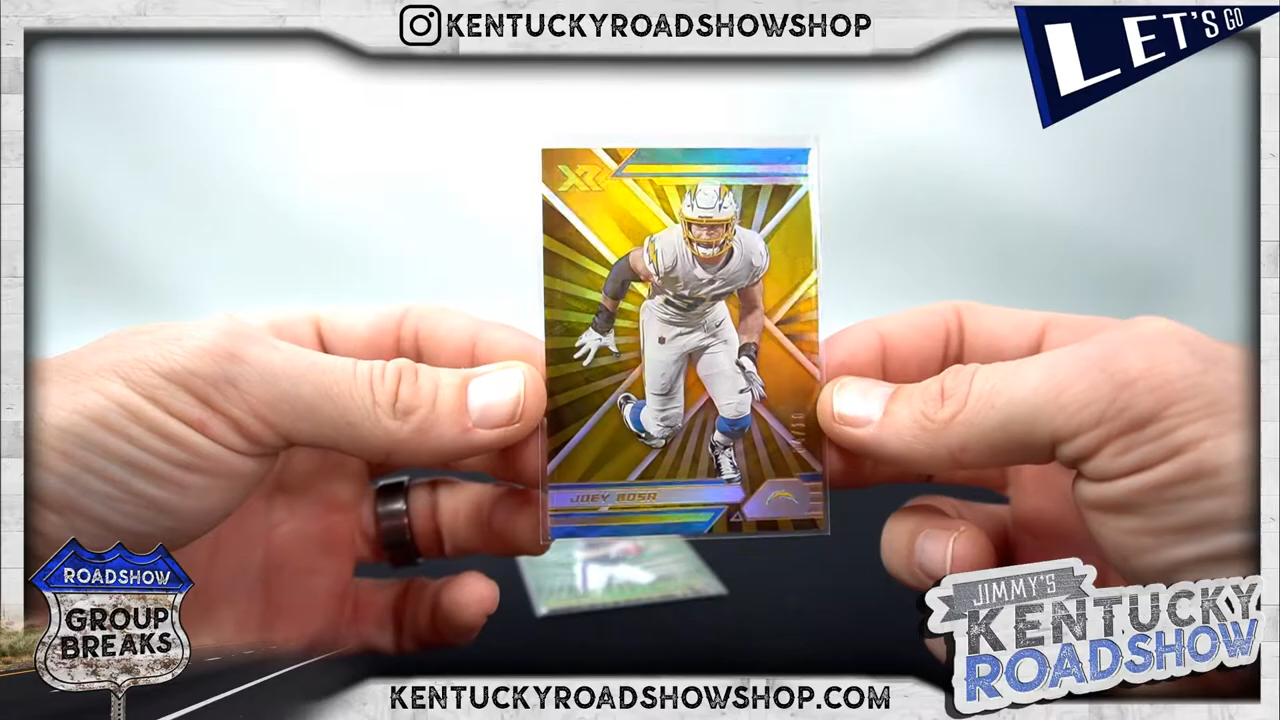 KENTUCKYROADSHOWSHOP
LET'S GO
XR
JOEY BOSA
ROADSHOW
GROUP
BREAKS
JIMMY'S
KENTUCKY
ROADSHOW
KENTUCKYROADSHOWSHOP.COM